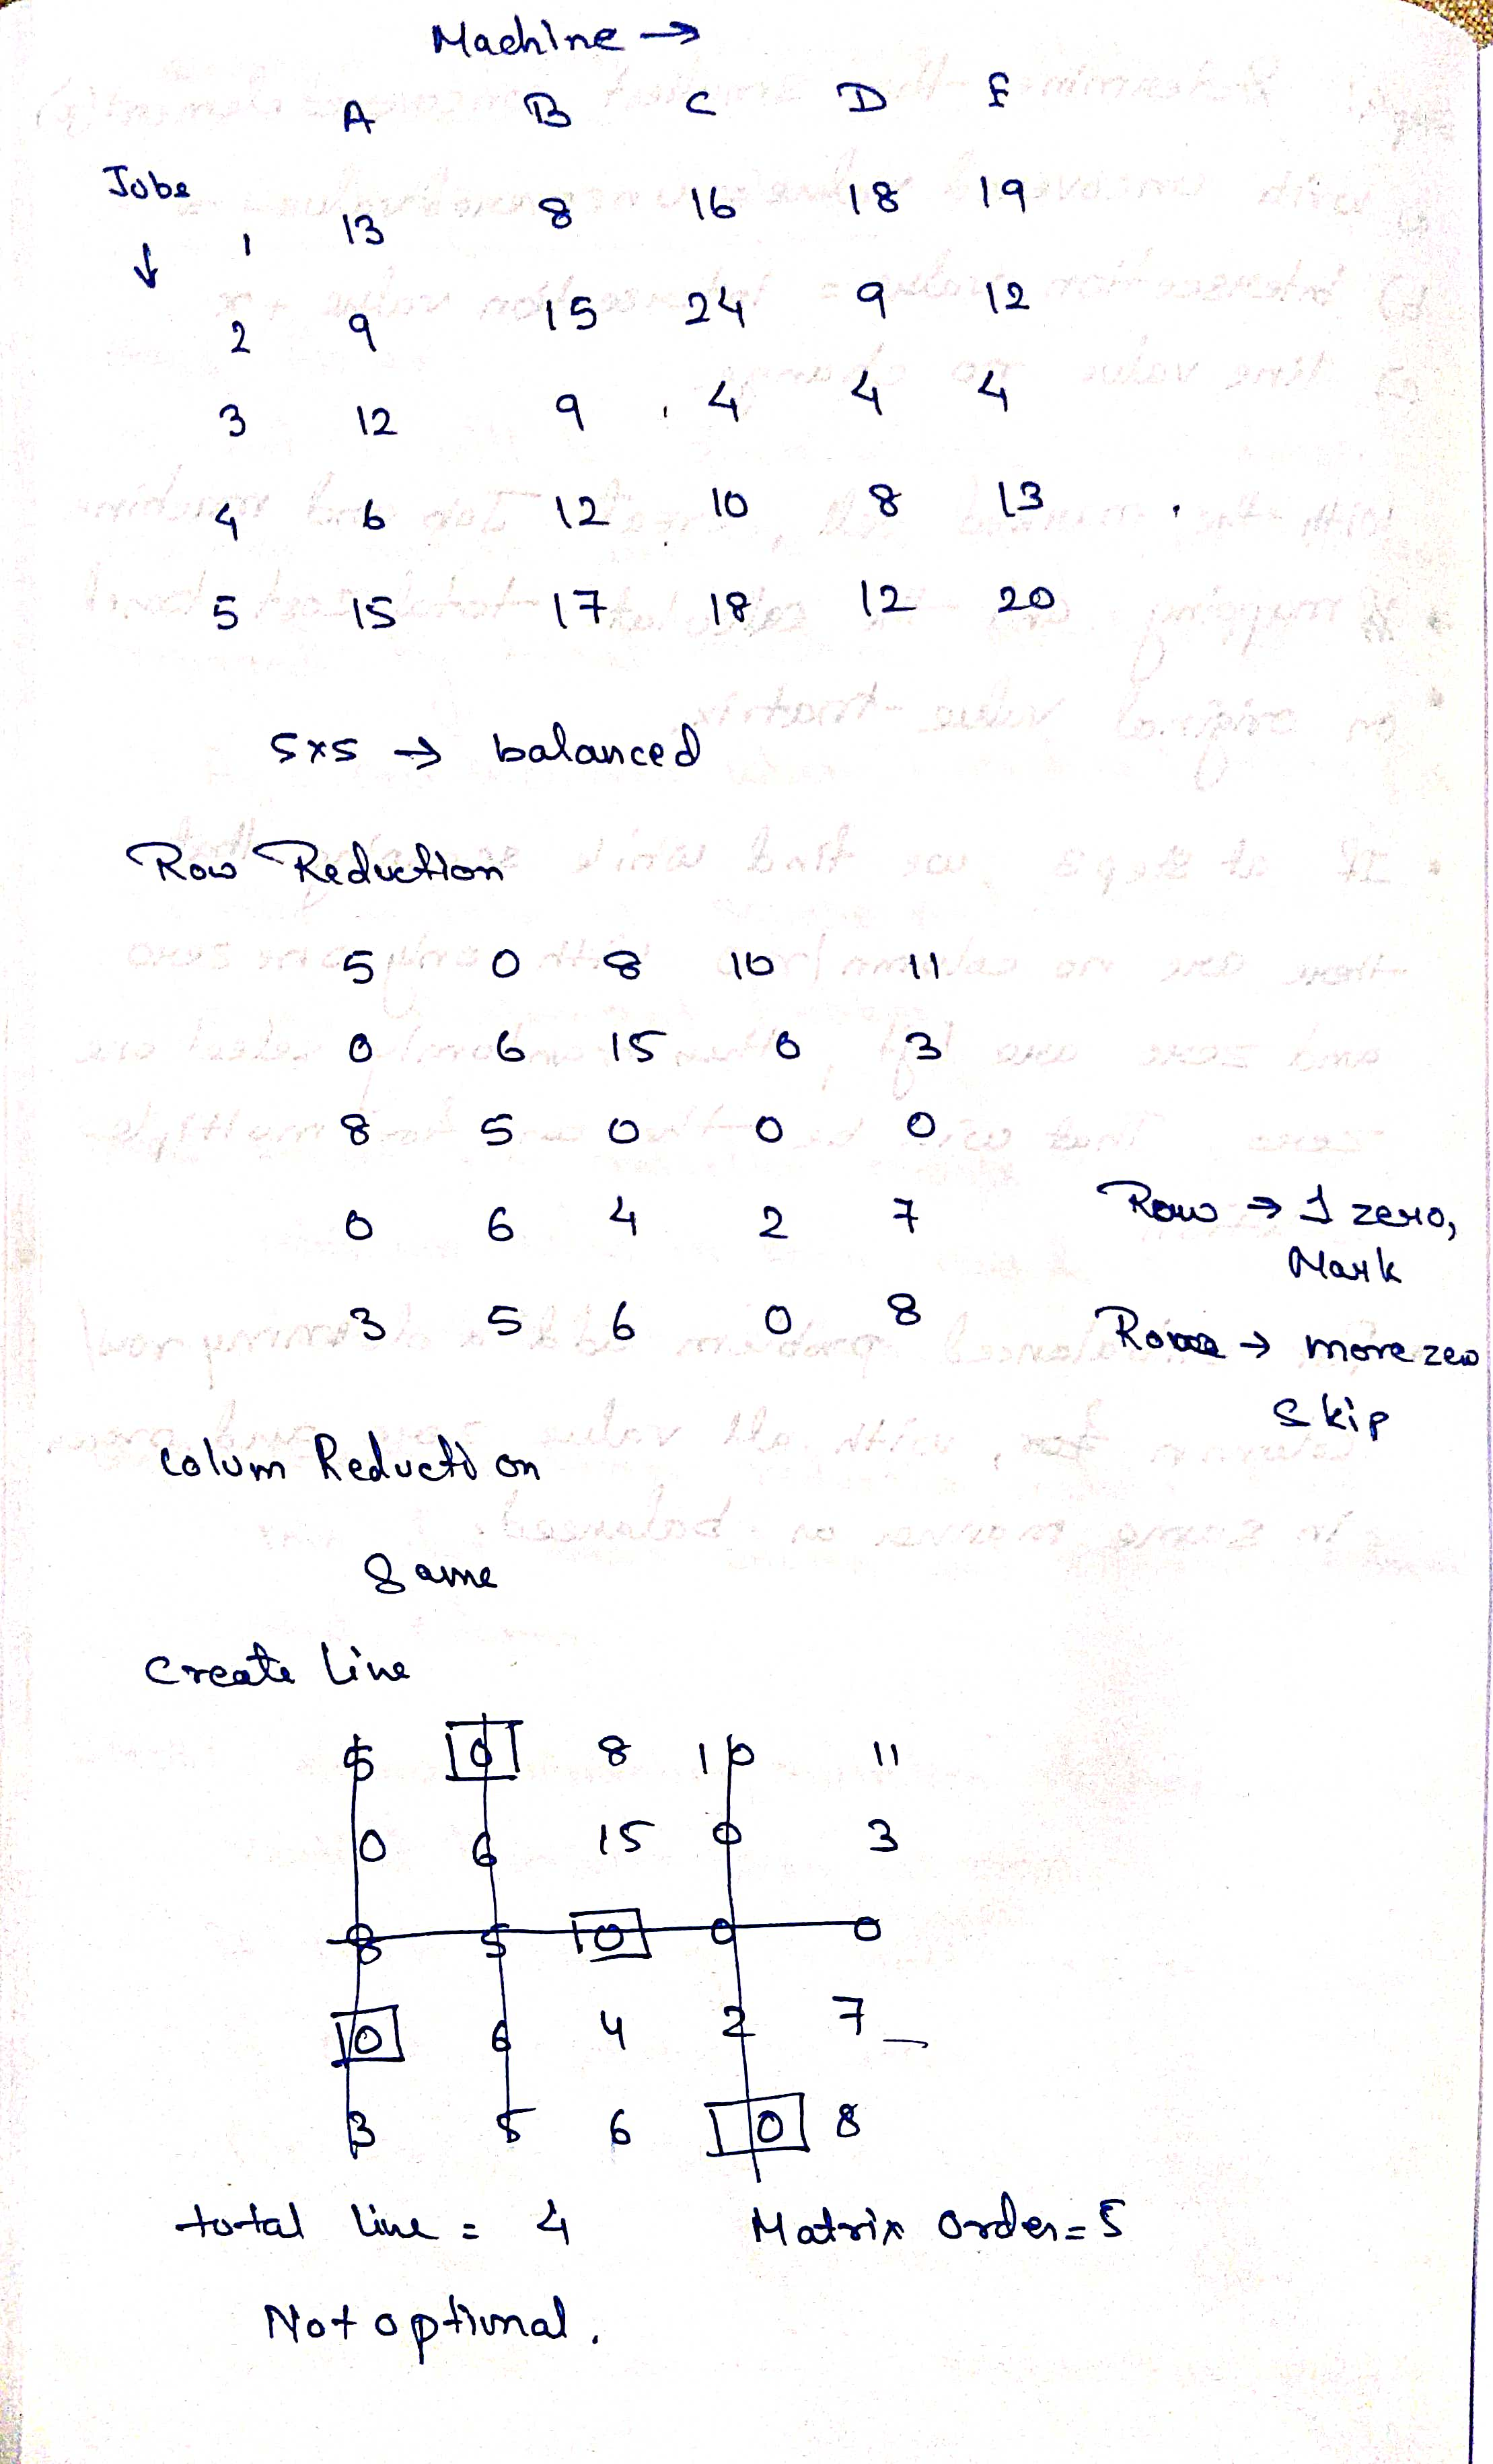 Machine →
A B C D E
Jobs ↓
1 13 8 16 18 19
2 9 15 24 9 12
3 12 9 4 4 4
4 6 12 10 8 13
5 15 17 18 12 20
5x5 → balanced
Row Reduction
5 0 8 10 11
0 6 15 0 3
8 5 0 0 0
0 6 4 2 7
3 5 6 0 8
Row → 1 zero,
Mark
Row → more zero
Skip
Colum Reduction
Same
Create Line
5 0 8 10 11
0 6 15 0 3
8 5 0 0 0
0 6 4 2 7
3 5 6 0 8
total line = 4 Matrix Order = 5
Not optimal.